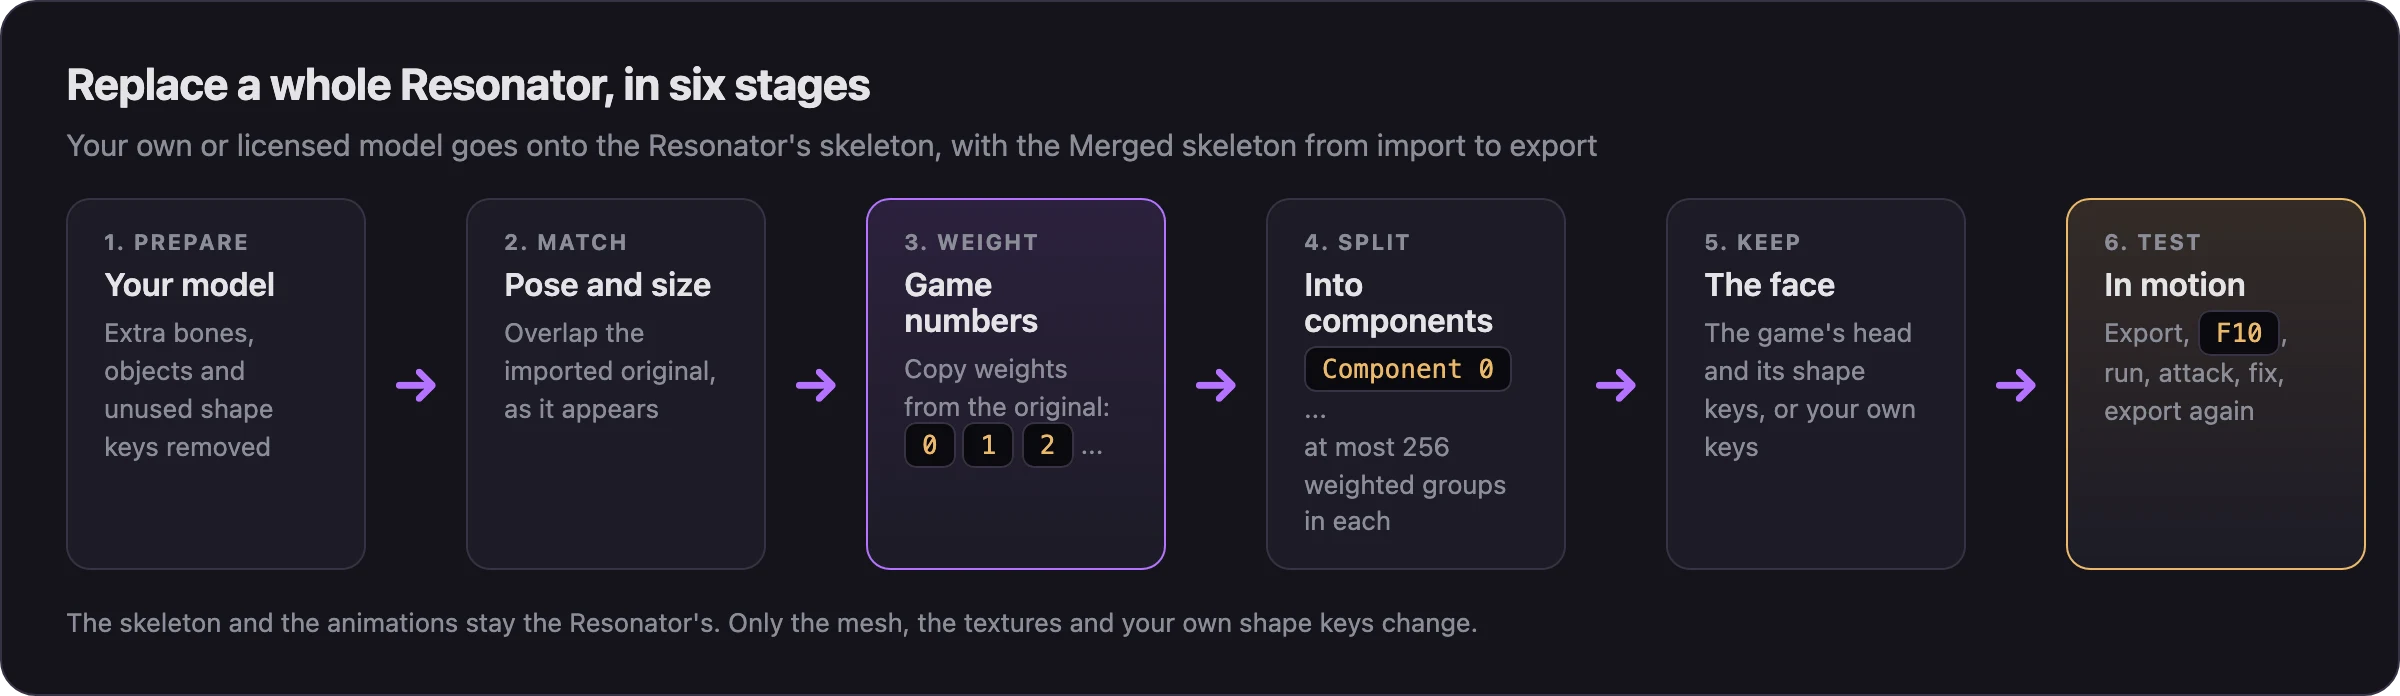 Replace a whole Resonator, in six stages
Your own or licensed model goes onto the Resonator's skeleton, with the Merged skeleton from import to export
1. PREPARE
Your model
Extra bones,
objects and
unused shape
keys removed
2. MATCH
Pose and size
Overlap the
imported original,
as it appears
3. WEIGHT
Game
numbers
Copy weights
from the original:
0 1 2 ...
4. SPLIT
Into
components
Component 0
...
at most 256
weighted groups
in each
5. KEEP
The face
The game's head
and its shape
keys, or your own
keys
6. TEST
In motion
Export, F10,
run, attack, fix,
export again
The skeleton and the animations stay the Resonator's. Only the mesh, the textures and your own shape keys change.